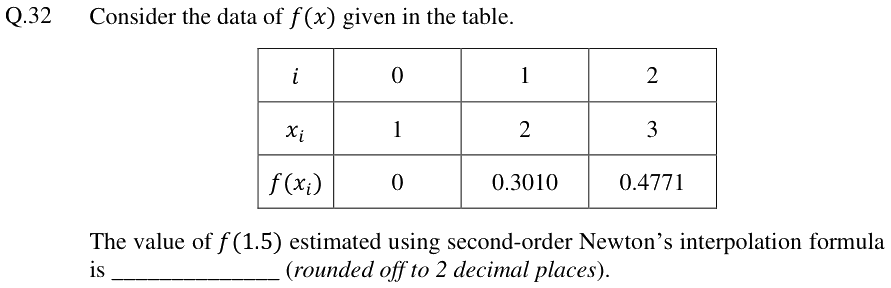 Q.32 Consider the data of f(x) given in the table.
i 0 1 2
xᵢ 1 2 3
f(xᵢ) 0 0.3010 0.4771
The value of f(1.5) estimated using second-order Newton’s interpolation formula
is ______________ (rounded off to 2 decimal places).